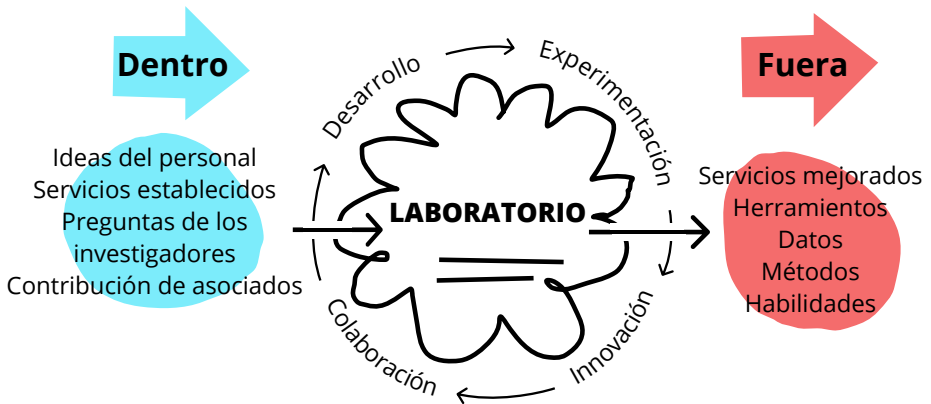 Dentro
Ideas del personal
Servicios establecidos
Preguntas de los
investigadores
Contribución de asociados
Desarrollo
Experimentación
LABORATORIO
Innovación
Colaboración
Fuera
Servicios mejorados
Herramientos
Datos
Métodos
Habilidades